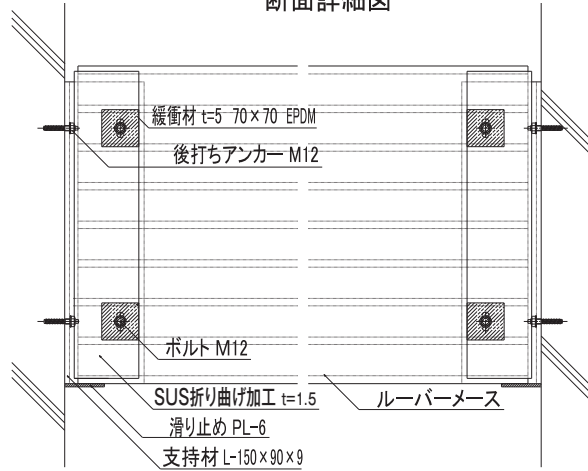 断面詳細図
緩衝材 t=5 70×70 EPDM
後打ちアンカー M12
ボルト M12
SUS折り曲げ加工 t=1.5
ルーバーメース
滑り止め PL-6
支持材 L-150×90×9